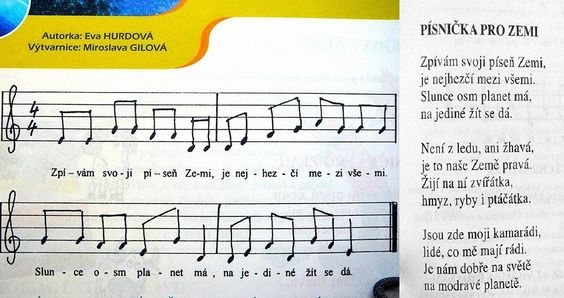 Autorka: Eva HURDOVÁ
Výtvarnice: Miroslava GILOVÁ
4
4
Zpí - vám svo - ji pí - seň Ze-mi, je nej - hez - čí me - zi vše - mi.
Slun - ce o - sm pla - net má , na je - di - né žít se dá.
PÍSNIČKA PRO ZEMI
Zpívám svoji píseň Zemi,
je nejhezčí mezi všemi.
Slunce osm planet má,
na jediné žít se dá.
Není z ledu, ani žhavá,
je to naše Země pravá.
Žijí na ní zvířátka,
hmyz, ryby i ptáčátka.
Jsou zde moji kamarádi,
lidé, co mě mají rádi.
Je nám dobře na světě
na modravé planetě.